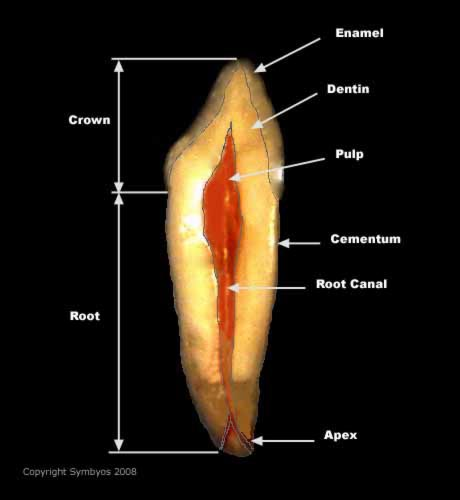 Enamel
Dentin
Crown
Pulp
Cementum
Root Canal
Root
Apex
Copyright Symbyos 2008